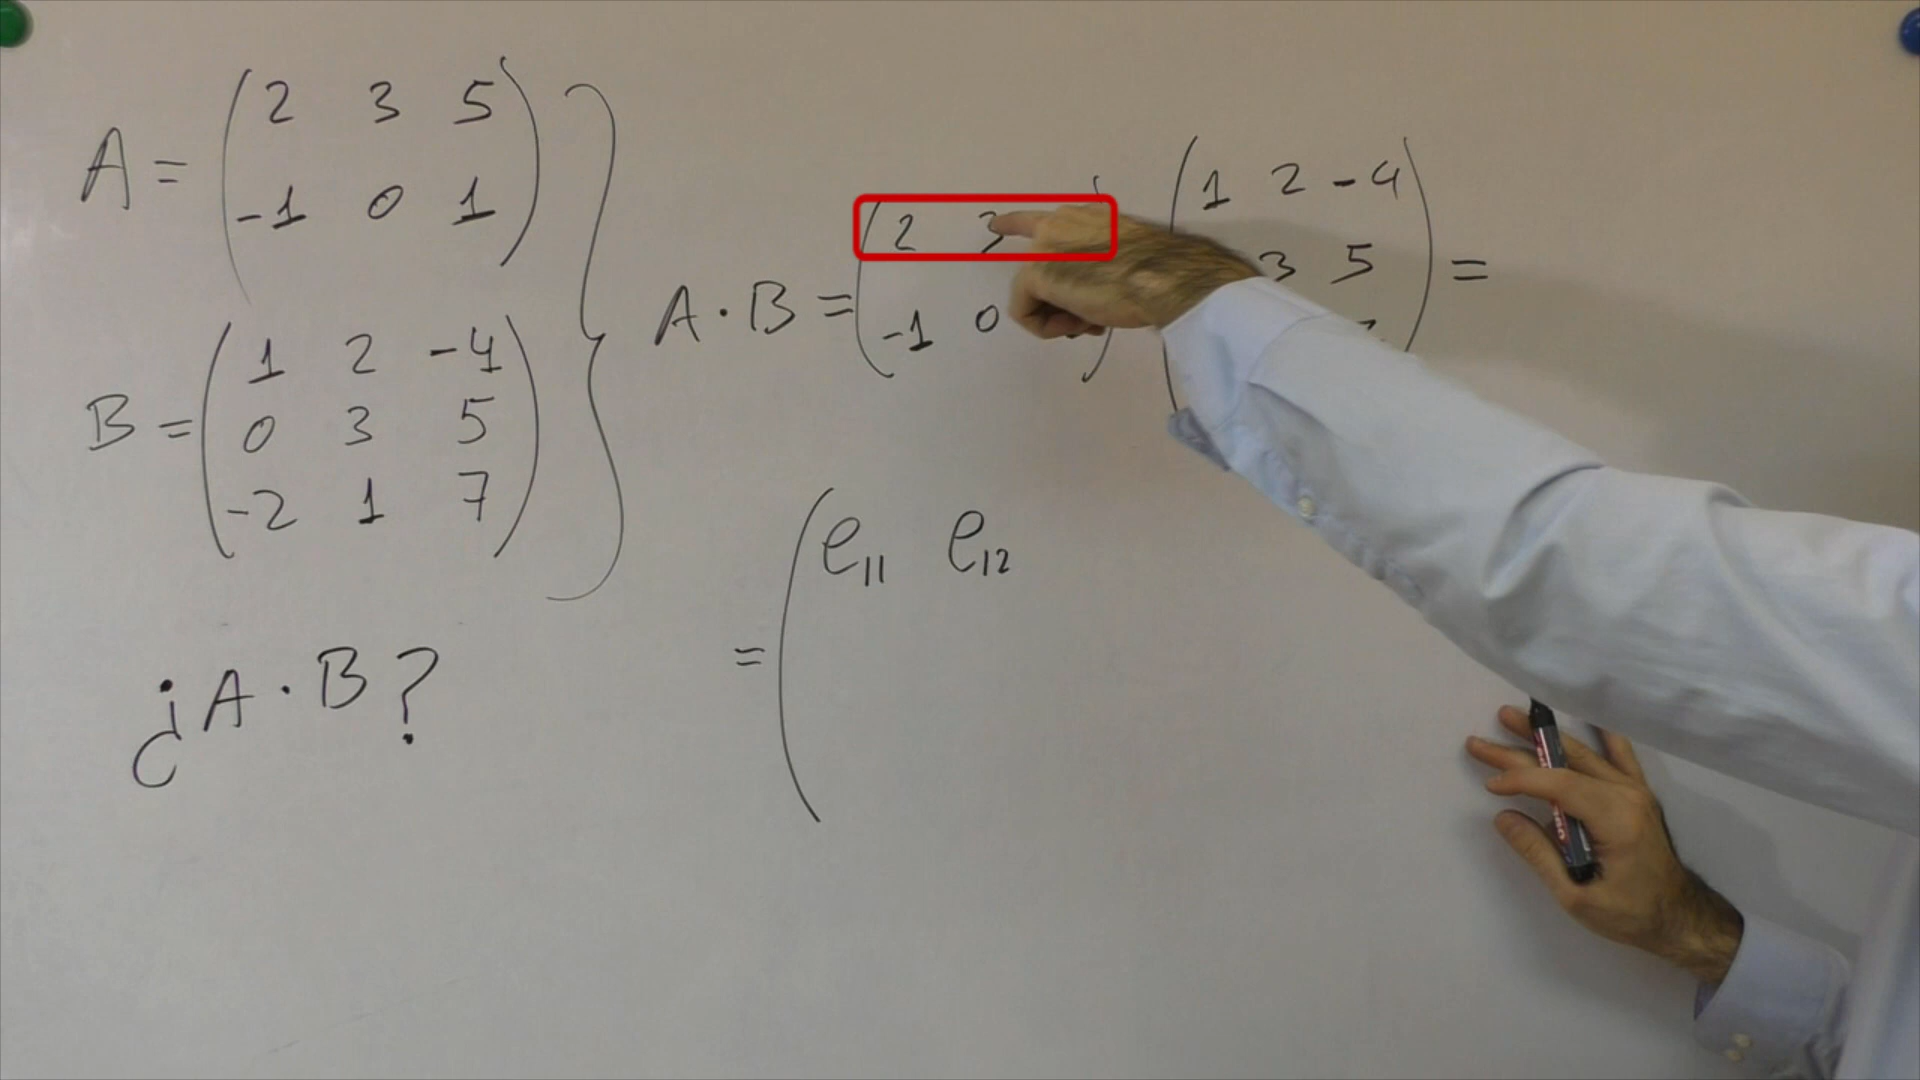 A = ( 2 3 5
-1 0 1 )
B = ( 1 2 -4
0 3 5
-2 1 7 )
¿A·B?
A·B = ( 2 3
-1 0 )
( 1 2 -4
3 5 ) =
= ( e₁₁ e₁₂